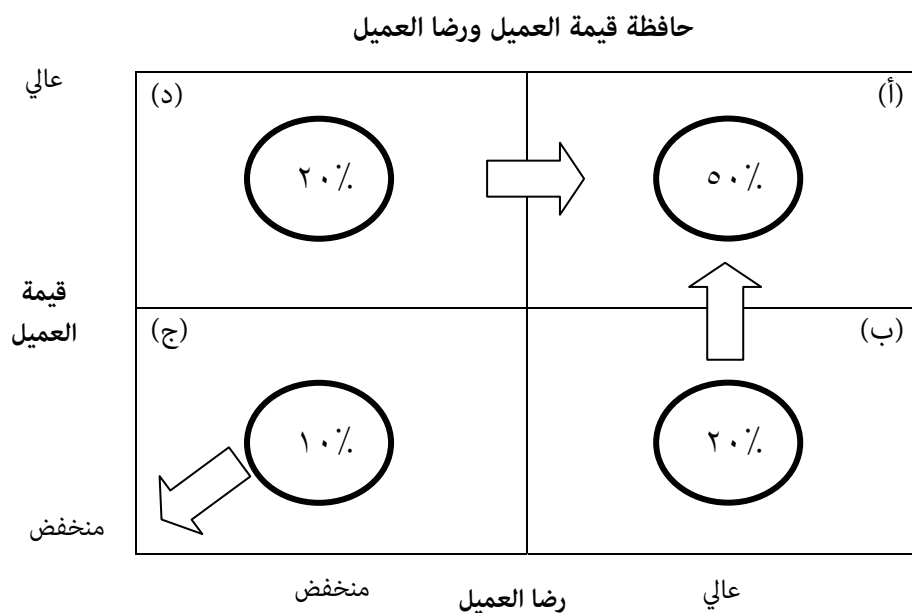 حافظة قيمة العميل ورضا العميل
عالي
(أ)
(د)
٥٠٪
٢٠٪
قيمة
العميل
(ب)
(ج)
٢٠٪
١٠٪
منخفض
عالي
منخفض
رضا العميل